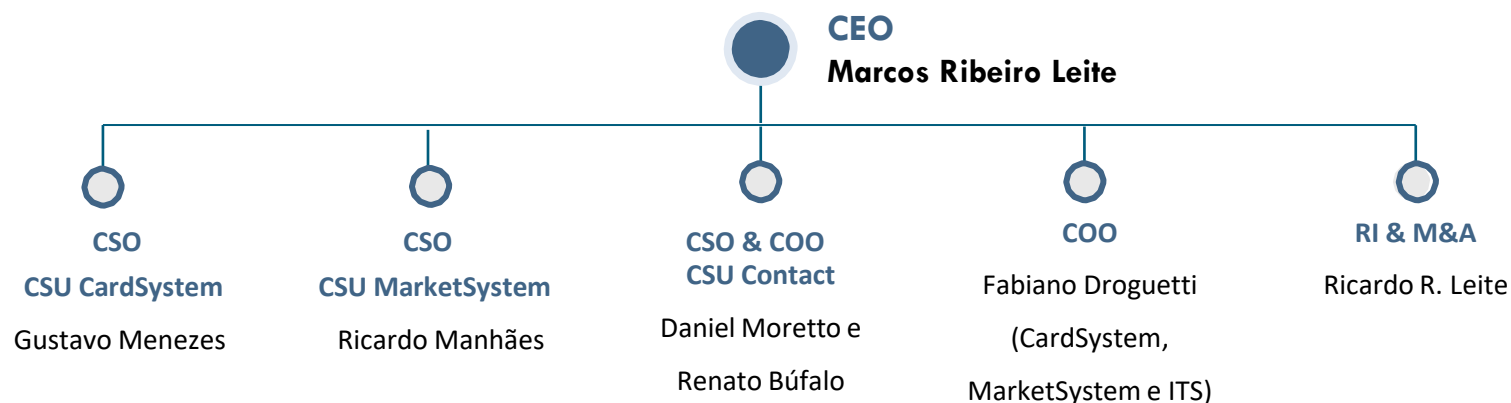 CEO
Marcos Ribeiro Leite
CSO
CSU CardSystem
Gustavo Menezes
CSO
CSU MarketSystem
Ricardo Manhães
CSO & COO
CSU Contact
Daniel Moretto e
Renato Búfalo
COO
Fabiano Droguetti
(CardSystem,
MarketSystem e ITS)
RI & M&A
Ricardo R. Leite